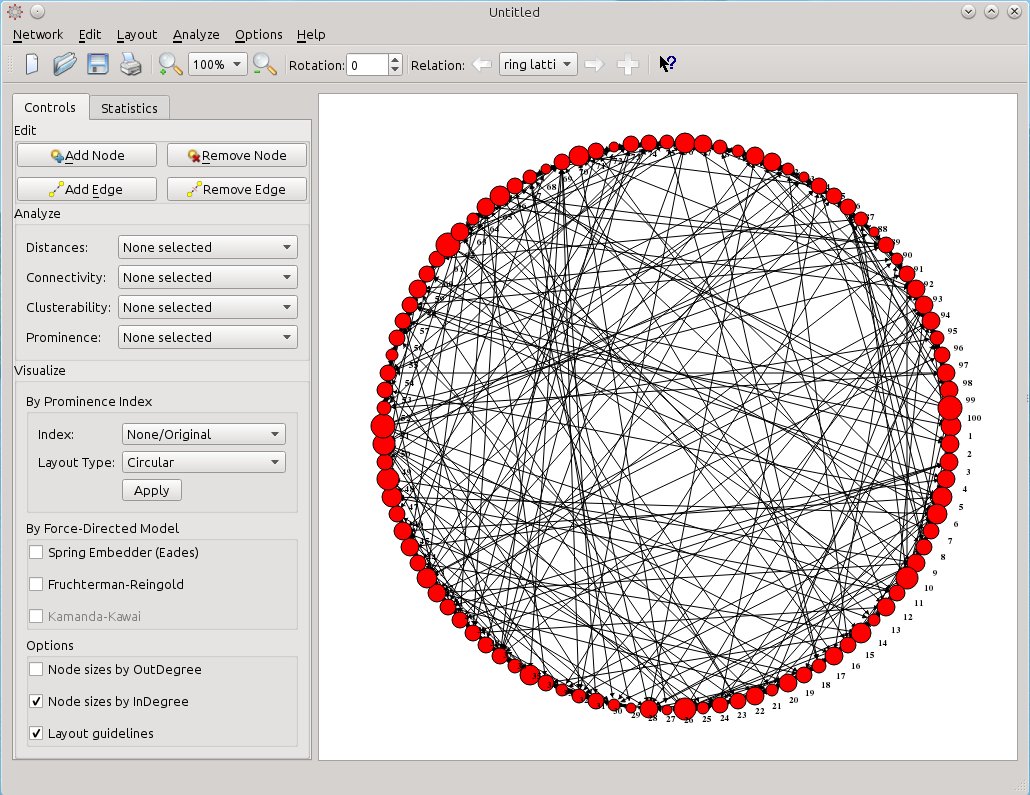 Untitled
Network Edit Layout Analyze Options Help
100% Rotation: 0 Relation: ring latti
Controls Statistics
Edit
Add Node Remove Node
Add Edge Remove Edge
Analyze
Distances: None selected
Connectivity: None selected
Clusterability: None selected
Prominence: None selected
Visualize
By Prominence Index
Index: None/Original
Layout Type: Circular
Apply
By Force-Directed Model
Spring Embedder (Eades)
Fruchterman-Reingold
Kamanda-Kawai
Options
Node sizes by OutDegree
Node sizes by InDegree
Layout guidelines
88
90
91
92
93
94
95
96
97
98
99
100
1
2
3
4
5
6
7
8
9
10
11
12
13
14
15
16
17
18
19
20
21
22
23
24
25
26
27
28
29
30
57
68